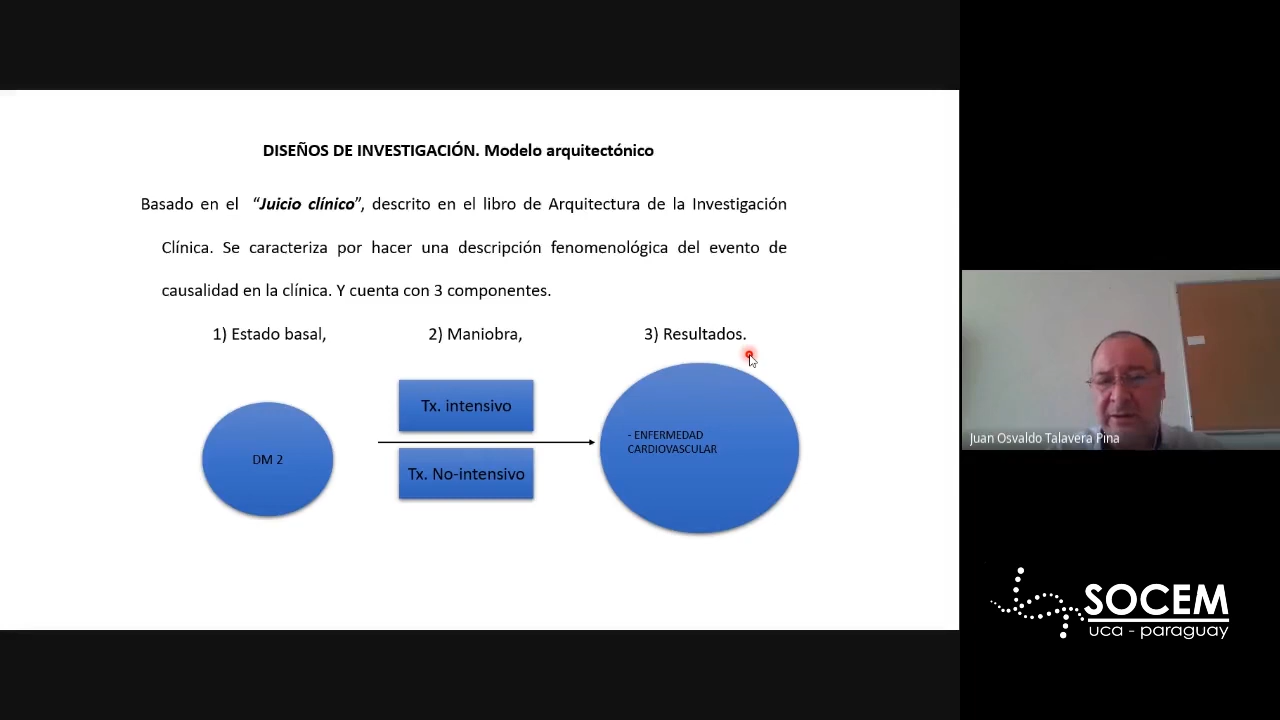 DISEÑOS DE INVESTIGACIÓN. Modelo arquitectónico
Basado en el “Juicio clínico”, descrito en el libro de Arquitectura de la Investigación
Clínica. Se caracteriza por hacer una descripción fenomenológica del evento de
causalidad en la clínica. Y cuenta con 3 componentes.
1) Estado basal, 2) Maniobra, 3) Resultados.
Tx. intensivo
DM 2
- ENFERMEDAD
CARDIOVASCULAR
Tx. No-intensivo
Juan Osvaldo Talavera Pina
SOCEM
uca - paraguay